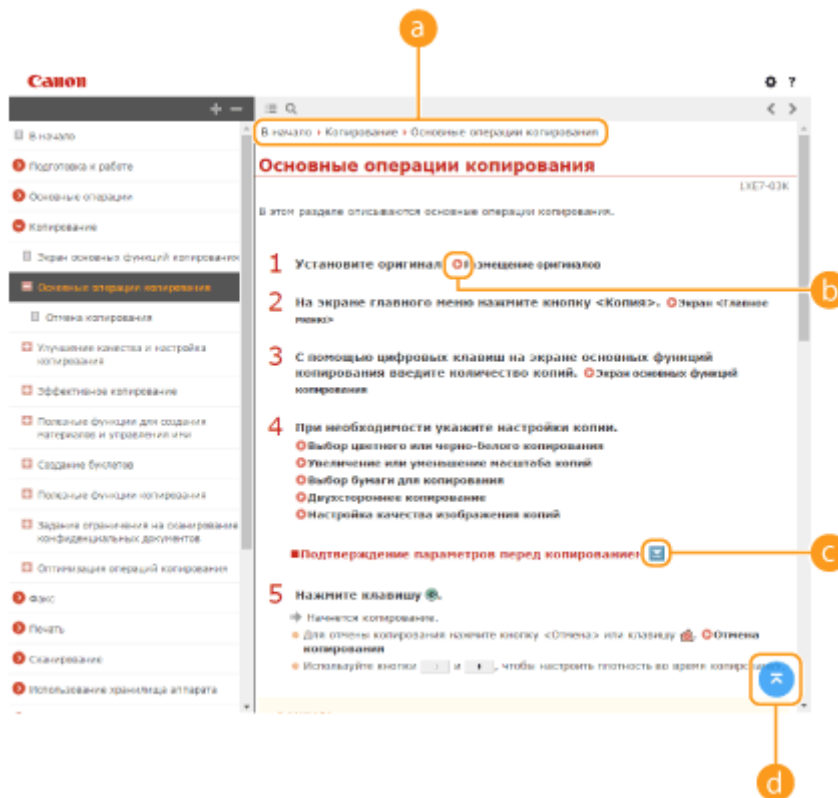 a
Canon
?
+ −
В начало
Подготовка к работе
Основные операции
Копирование
Экран основных функций копирования
Основные операции копирования
Отмена копирования
Улучшение качества и настройка
копирования
Эффективное копирование
Полезные функции для создания
материалов и управления ими
Создание буклетов
Полезные функции копирования
Задание ограничения на сканирование
конфиденциальных документов
Оптимизация операций копирования
Факс
Печать
Сканирование
Использование хранилища аппарата
В начало › Копирование › Основные операции копирования
Основные операции копирования
1XE7-03K
В этом разделе описываются основные операции копирования.
1 Установите оригинал. Размещение оригиналов
b
2 На экране главного меню нажмите кнопку <Копия>. Экран <Главное
меню>
3 С помощью цифровых клавиш на экране основных функций
копирования введите количество копий. Экран основных функций
копирования
4 При необходимости укажите настройки копии.
Выбор цветного или черно-белого копирования
Увеличение или уменьшение масштаба копий
Выбор бумаги для копирования
Двухстороннее копирование
Настройка качества изображения копий
■Подтверждение параметров перед копированием
c
5 Нажмите клавишу .
Начнется копирование.
Для отмены копирования нажмите кнопку <Отмена> или клавишу . Отмена
копирования
Используйте кнопки и , чтобы настроить плотность во время копирования.
d